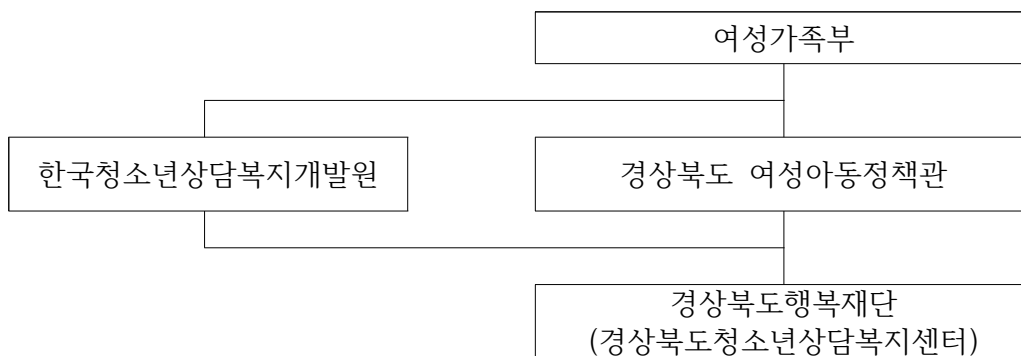 여성가족부
한국청소년상담복지개발원
경상북도 여성아동정책관
경상북도행복재단
(경상북도청소년상담복지센터)